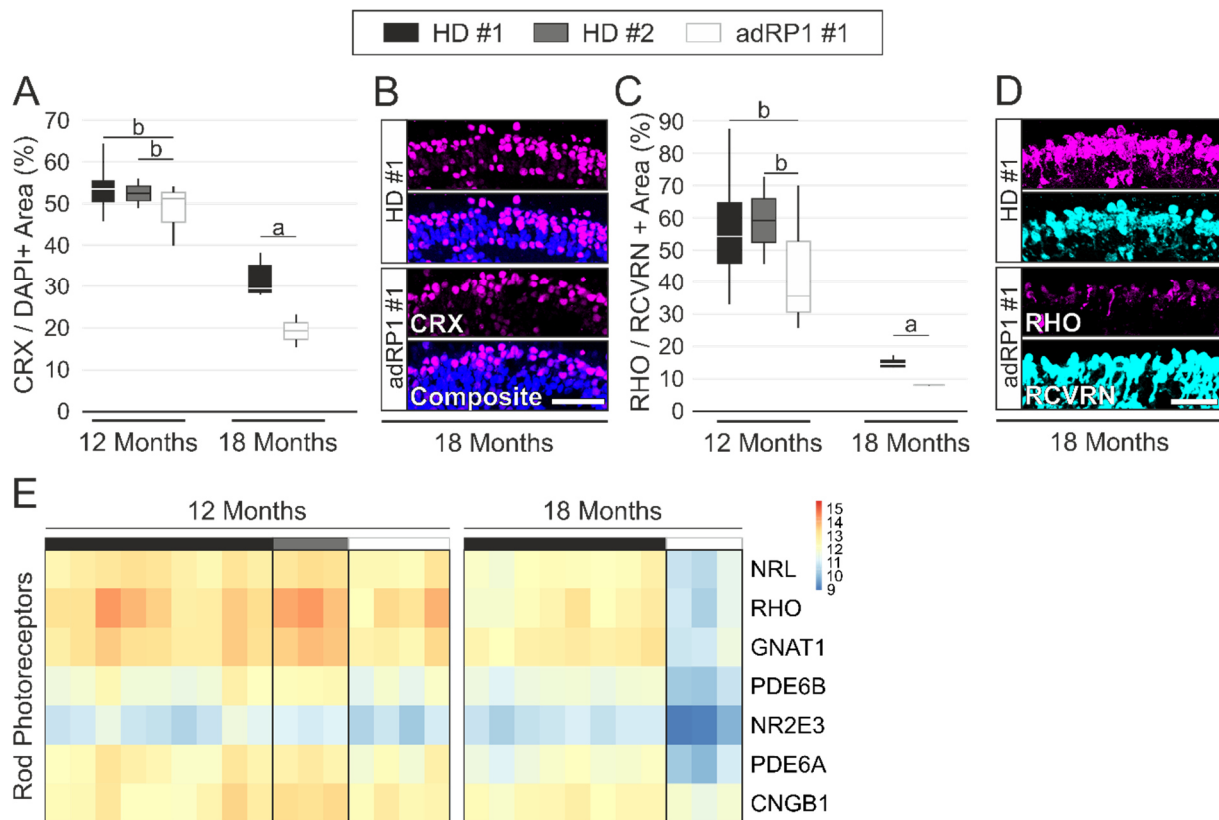 HD #1 HD #2 adRP1 #1
A
CRX / DAPI+ Area (%)
70
60
50
40
30
20
10
0
b
b
a
12 Months 18 Months
B
HD #1
adRP1 #1
CRX
Composite
18 Months
C
RHO / RCVRN + Area (%)
90
80
70
60
50
40
30
20
10
0
b
b
a
12 Months 18 Months
D
HD #1
adRP1 #1
RHO
RCVRN
18 Months
E
12 Months 18 Months
Rod Photoreceptors
15
14
13
12
11
10
9
NRL
RHO
GNAT1
PDE6B
NR2E3
PDE6A
CNGB1